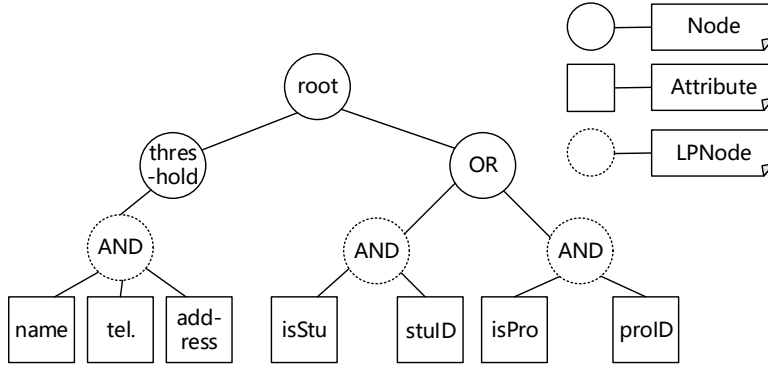 Node
root
Attribute
thres
-hold
OR
LPNode
AND
AND
AND
name
tel.
add-
ress
isStu
stuID
isPro
proID